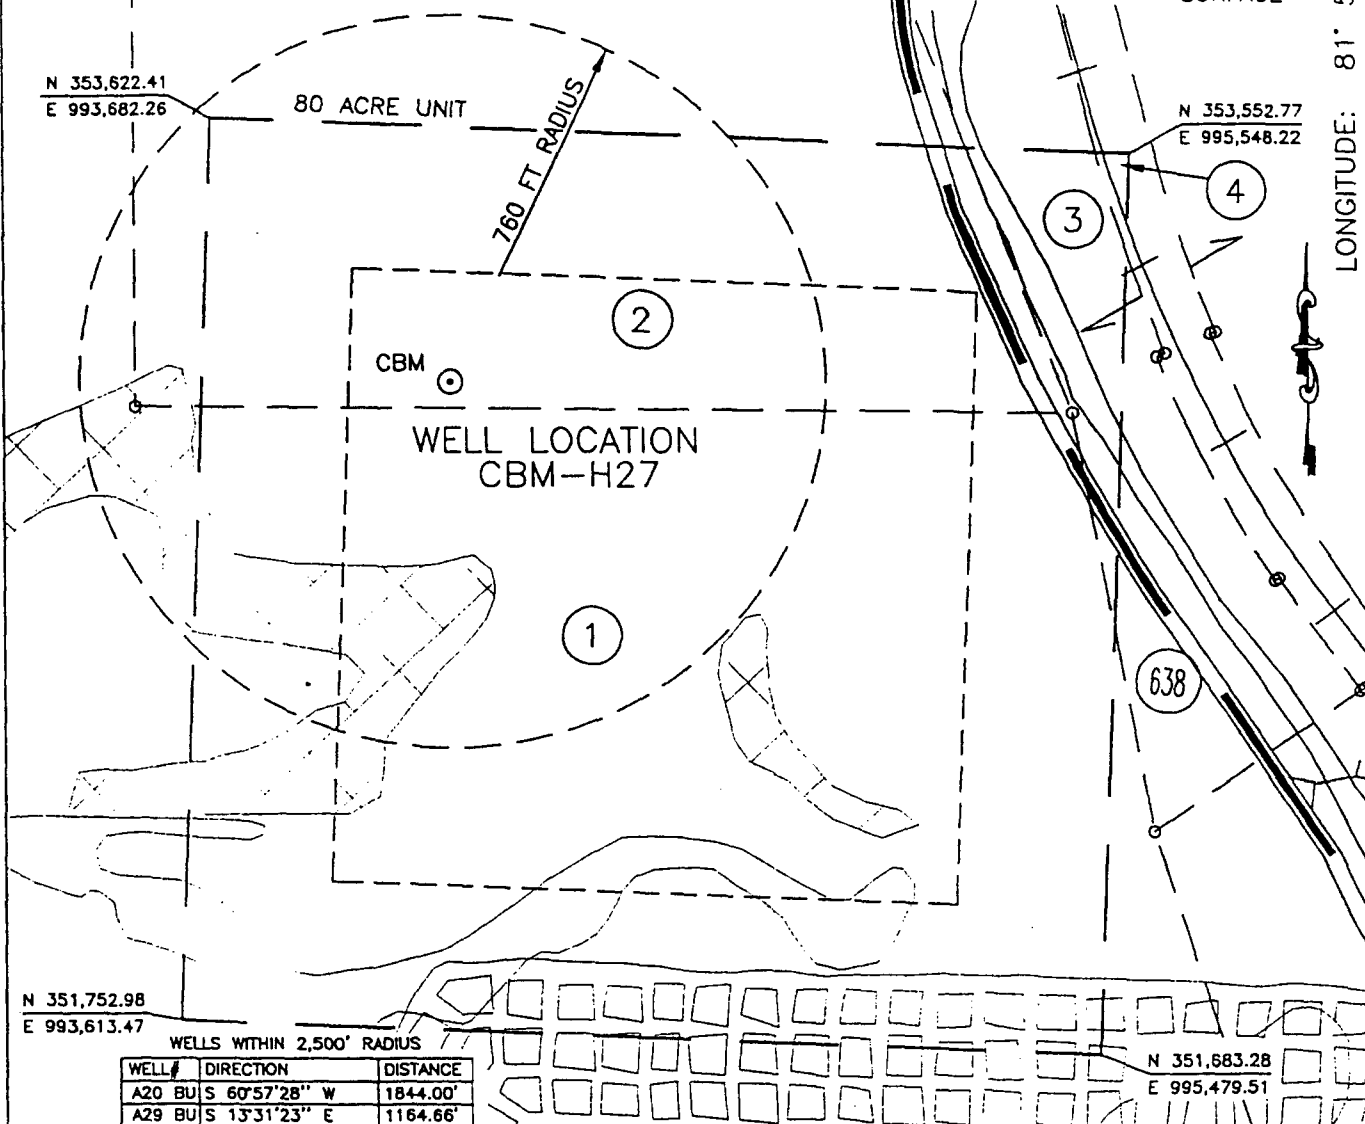 N 353,622.41
E 993,682.26
80 ACRE UNIT
760 FT RADIUS
N 353,552.77
E 995,548.22
LONGITUDE: 81°
4
3
2
CBM
WELL LOCATION
CBM-H27
1
638
N 351,752.98
E 993,613.47
WELLS WITHIN 2,500' RADIUS
WELL# DIRECTION DISTANCE
A20 BU S 60°57'28" W 1844.00'
A29 BU S 13°31'23" E 1164.66'
N 351,683.28
E 995,479.51